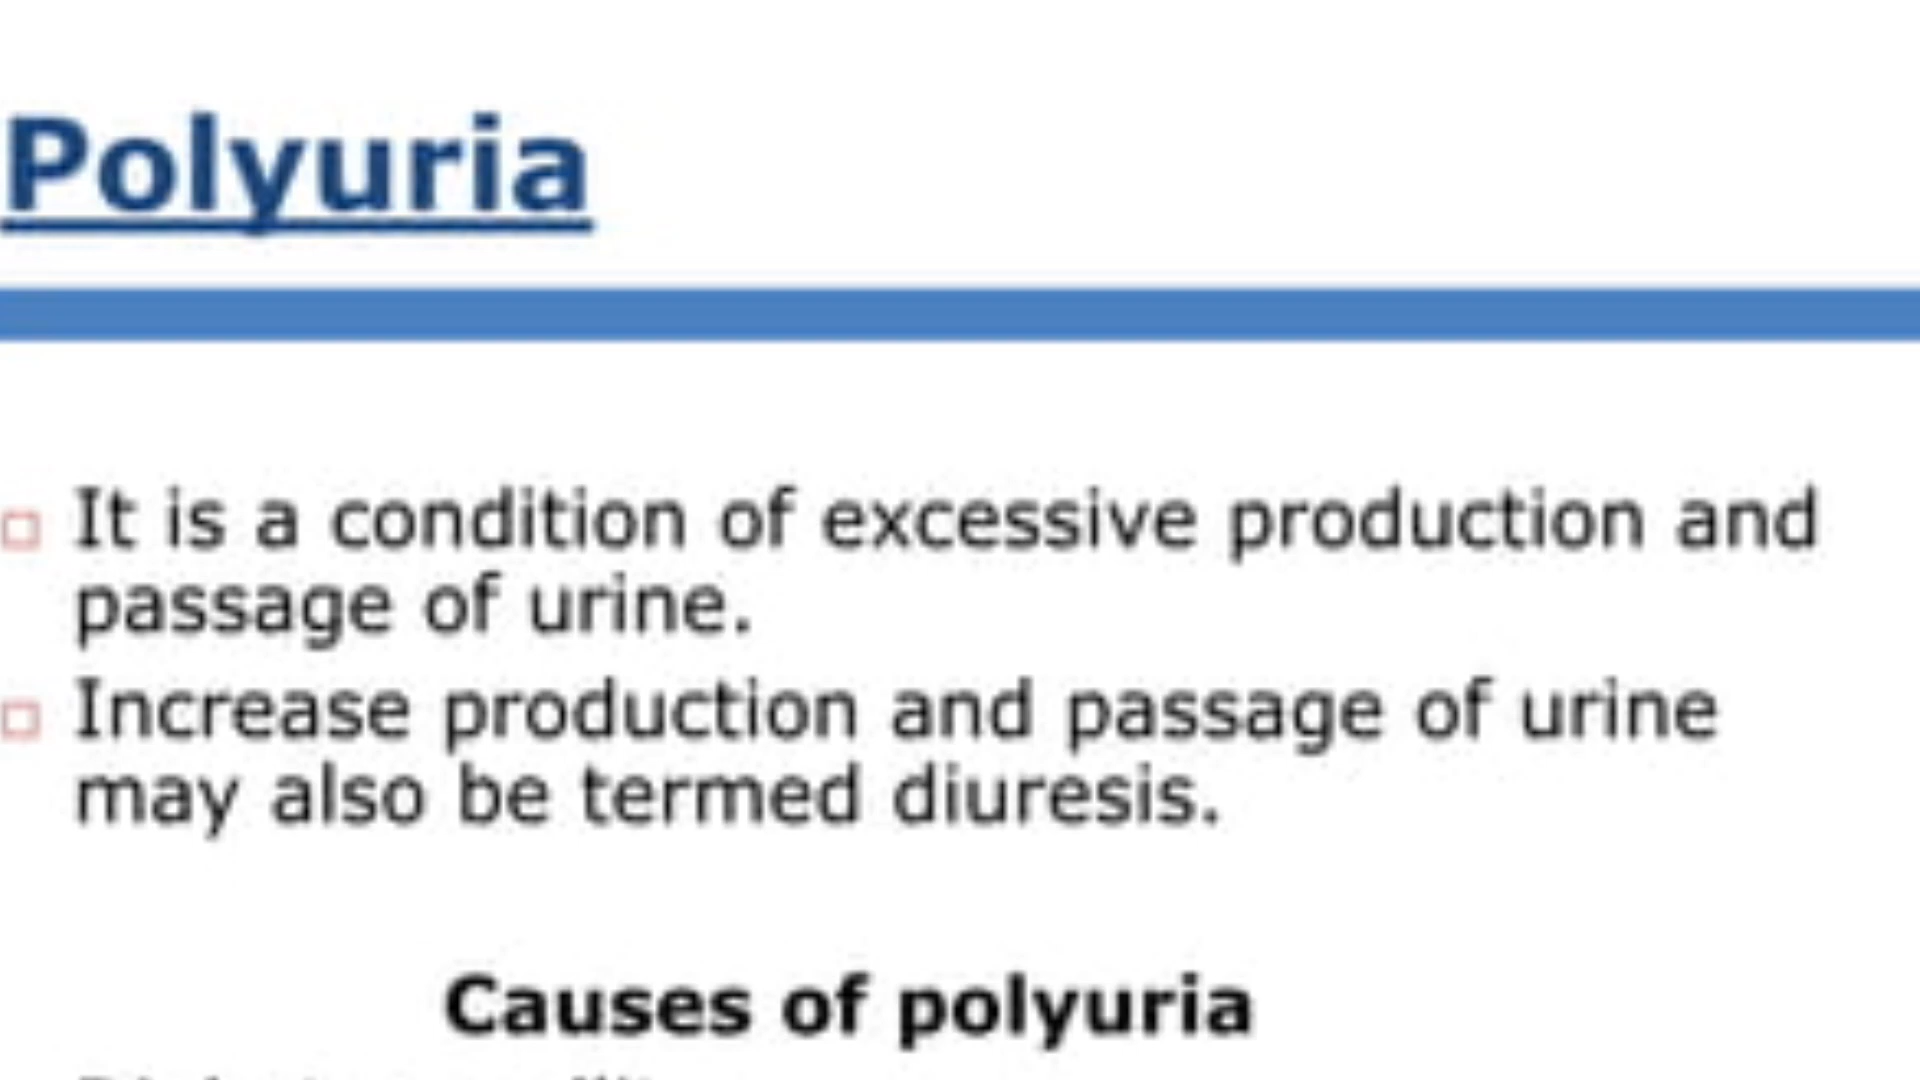 Polyuria
It is a condition of excessive production and
passage of urine.
Increase production and passage of urine
may also be termed diuresis.
Causes of polyuria